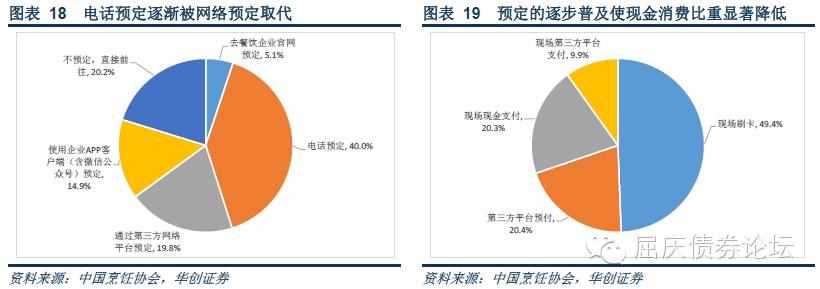 图表 18 电话预定逐渐被网络预定取代
去餐饮企业官网
预定, 5.1%
不预定，直接前
往, 20.2%
电话预定, 40.0%
使用企业APP客
户端（含微信公
众号）预定,
14.9%
通过第三方网络
平台预定, 19.8%
资料来源：中国烹饪协会，华创证券
图表 19 预定的逐步普及使现金消费比重显著降低
现场第三方平台
支付, 9.9%
现场现金支付,
20.3%
现场刷卡, 49.4%
第三方平台预付,
20.4%
屈庆债券论坛
资料来源：中国烹饪协会，华创证券